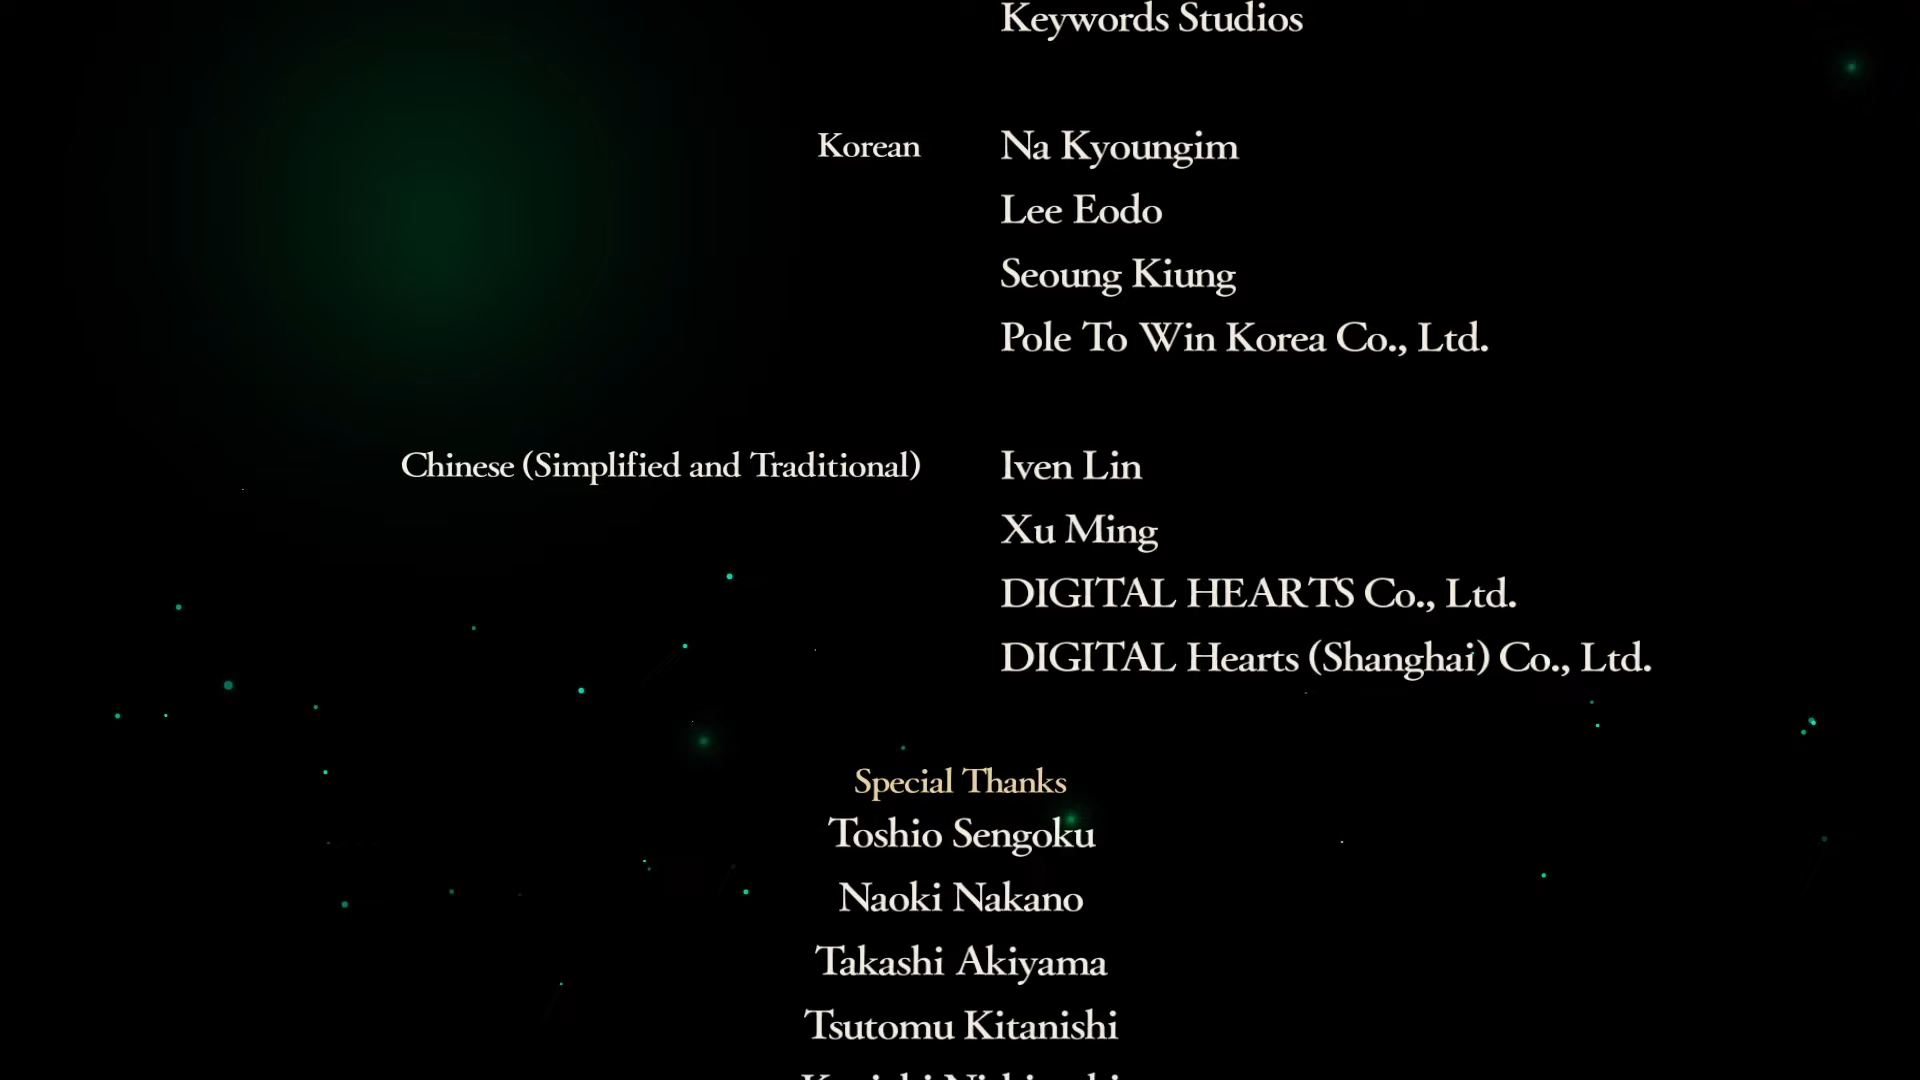 Keywords Studios
Korean Na Kyoungim
Lee Eodo
Seoung Kiung
Pole To Win Korea Co., Ltd.
Chinese (Simplified and Traditional) Iven Lin
Xu Ming
DIGITAL HEARTS Co., Ltd.
DIGITAL Hearts (Shanghai) Co., Ltd.
Special Thanks
Toshio Sengoku
Naoki Nakano
Takashi Akiyama
Tsutomu Kitanishi